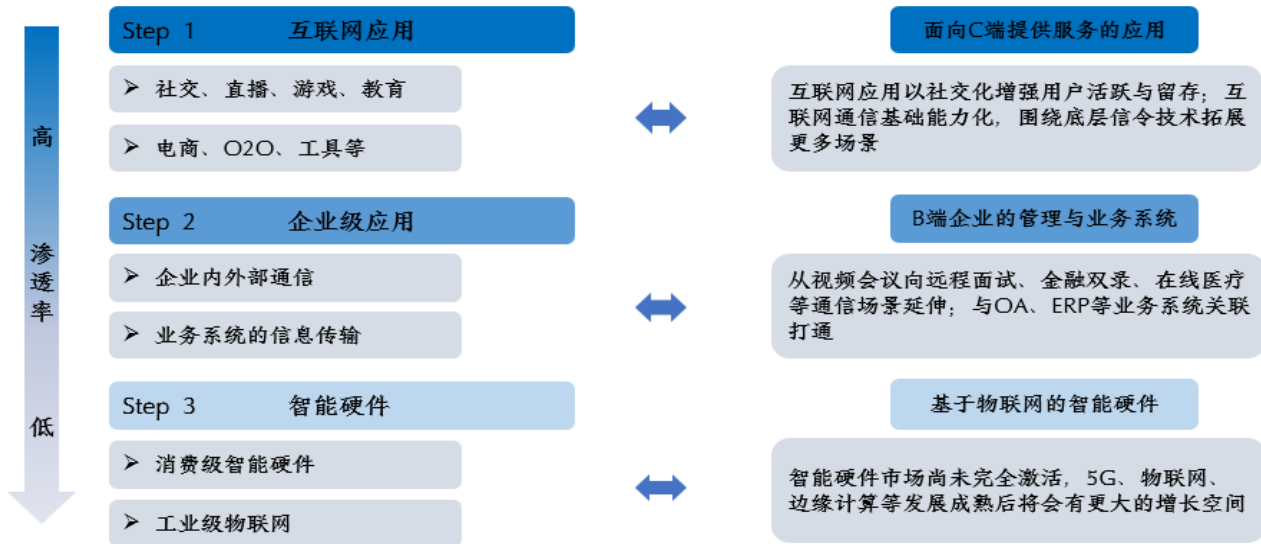 Step 1 互联网应用
面向C端提供服务的应用
➢ 社交、直播、游戏、教育
➢ 电商、O2O、工具等
互联网应用以社交化增强用户活跃与留存；互
联网通信基础能力化，围绕底层信令技术拓展
更多场景
高
渗透率
低
Step 2 企业级应用
B端企业的管理与业务系统
➢ 企业内外部通信
➢ 业务系统的信息传输
从视频会议向远程面试、金融双录、在线医疗
等通信场景延伸；与OA、ERP等业务系统关联
打通
Step 3 智能硬件
基于物联网的智能硬件
➢ 消费级智能硬件
➢ 工业级物联网
智能硬件市场尚未完全激活，5G、物联网、
边缘计算等发展成熟后将会有更大的增长空间